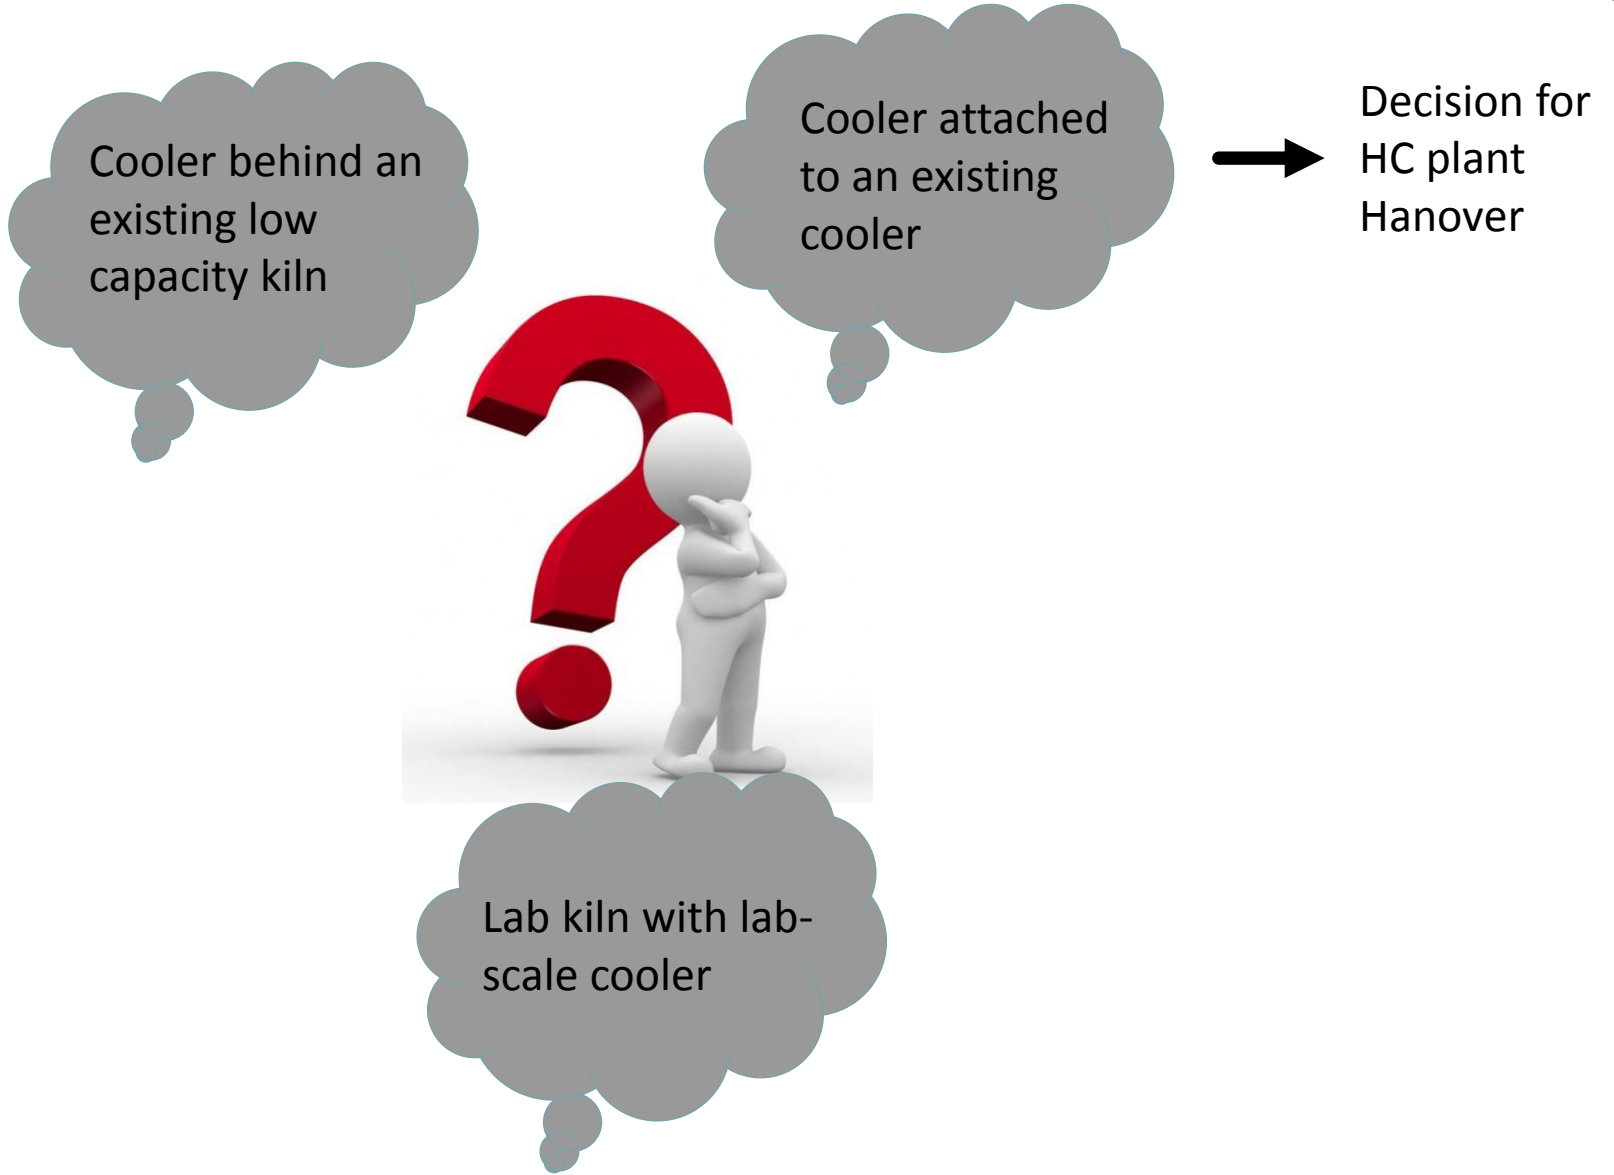 Cooler behind an
existing low
capacity kiln
Cooler attached
to an existing
cooler
Decision for
HC plant
Hanover
Lab kiln with lab-
scale cooler